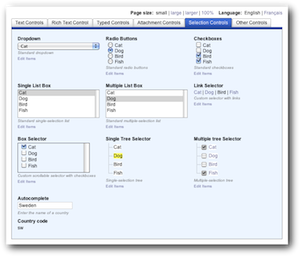 Page size: small | large | larger | 100% Language: English | Français
Text Controls Rich Text Control Typed Controls Attachment Controls Selection Controls Other Controls
Dropdown Radio Buttons Checkboxes
Cat Cat Cat
Standard dropdown Dog Dog
Edit Items Bird Bird
Fish Fish
Standard radio buttons Standard checkboxes
Edit Items Edit Items
Single List Box Multiple List Box Link Selector
Cat Cat Cat | Dog | Bird | Fish
Dog Dog Custom selector with links
Bird Bird Edit Items
Fish Fish
Standard single-selection list Standard multiple-selection list
Edit Items Edit Items
Box Selector Single Tree Selector Multiple tree Selector
Cat Cat Cat
Dog Dog Dog
Bird Bird Bird
Fish Fish Fish
Custom scrollable selector with checkboxes Single-selection tree Multiple-selection tree
Edit Items Edit Items Edit Items
Autocomplete
Sweden
Enter the name of a country
Country code
SE